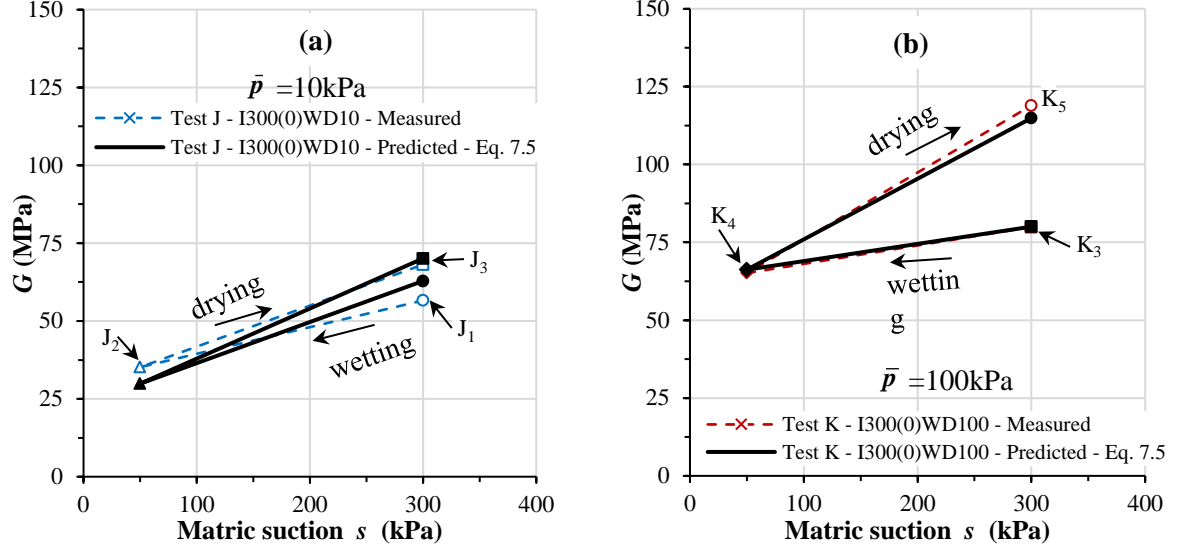 (a)
p̄ =10kPa
Test J - I300(0)WD10 - Measured
Test J - I300(0)WD10 - Predicted - Eq. 7.5
150
125
100
75
50
25
0
G (MPa)
drying
wetting
J2
J3
J1
0 100 200 300 400
Matric suction s (kPa)
(b)
150
125
100
75
50
25
0
G (MPa)
drying
K5
K4
K3
wettin
g
p̄ =100kPa
Test K - I300(0)WD100 - Measured
Test K - I300(0)WD100 - Predicted - Eq. 7.5
0 100 200 300 400
Matric suction s (kPa)